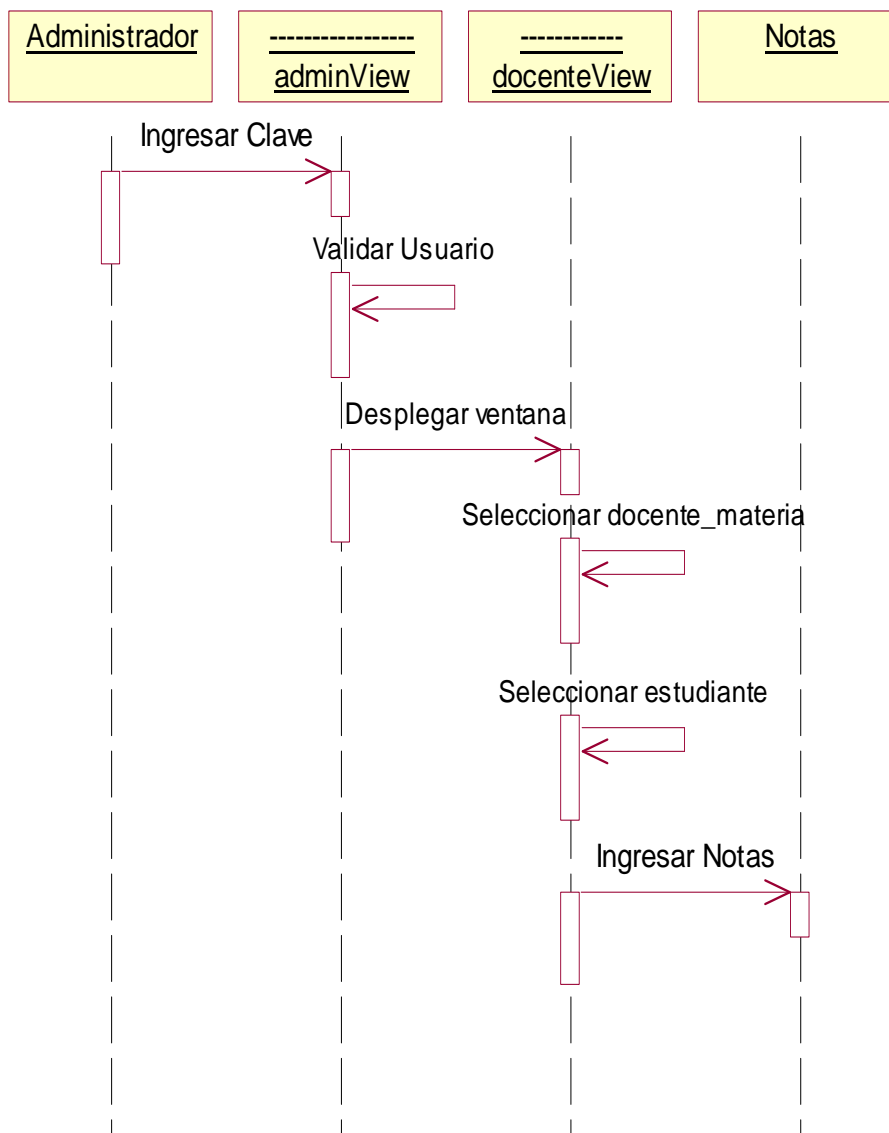 Administrador
-----------------
adminView
------------
docenteView
Notas
Ingresar Clave
Validar Usuario
Desplegar ventana
Seleccionar docente_materia
Seleccionar estudiante
Ingresar Notas